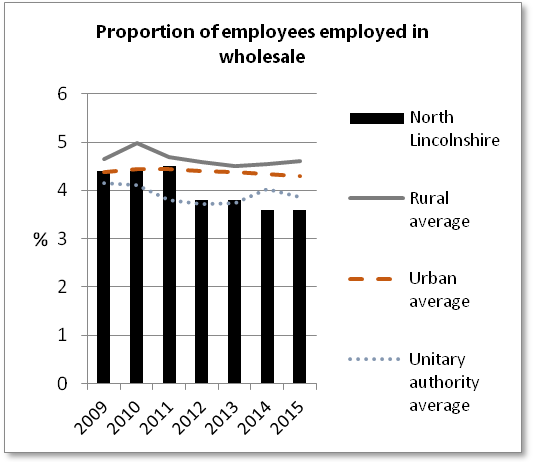 Proportion of employees employed in
wholesale
6
5
4
3
2
1
0
%
2009
2010
2011
2012
2013
2014
2015
North
Lincolnshire
Rural
average
Urban
average
Unitary
authority
average